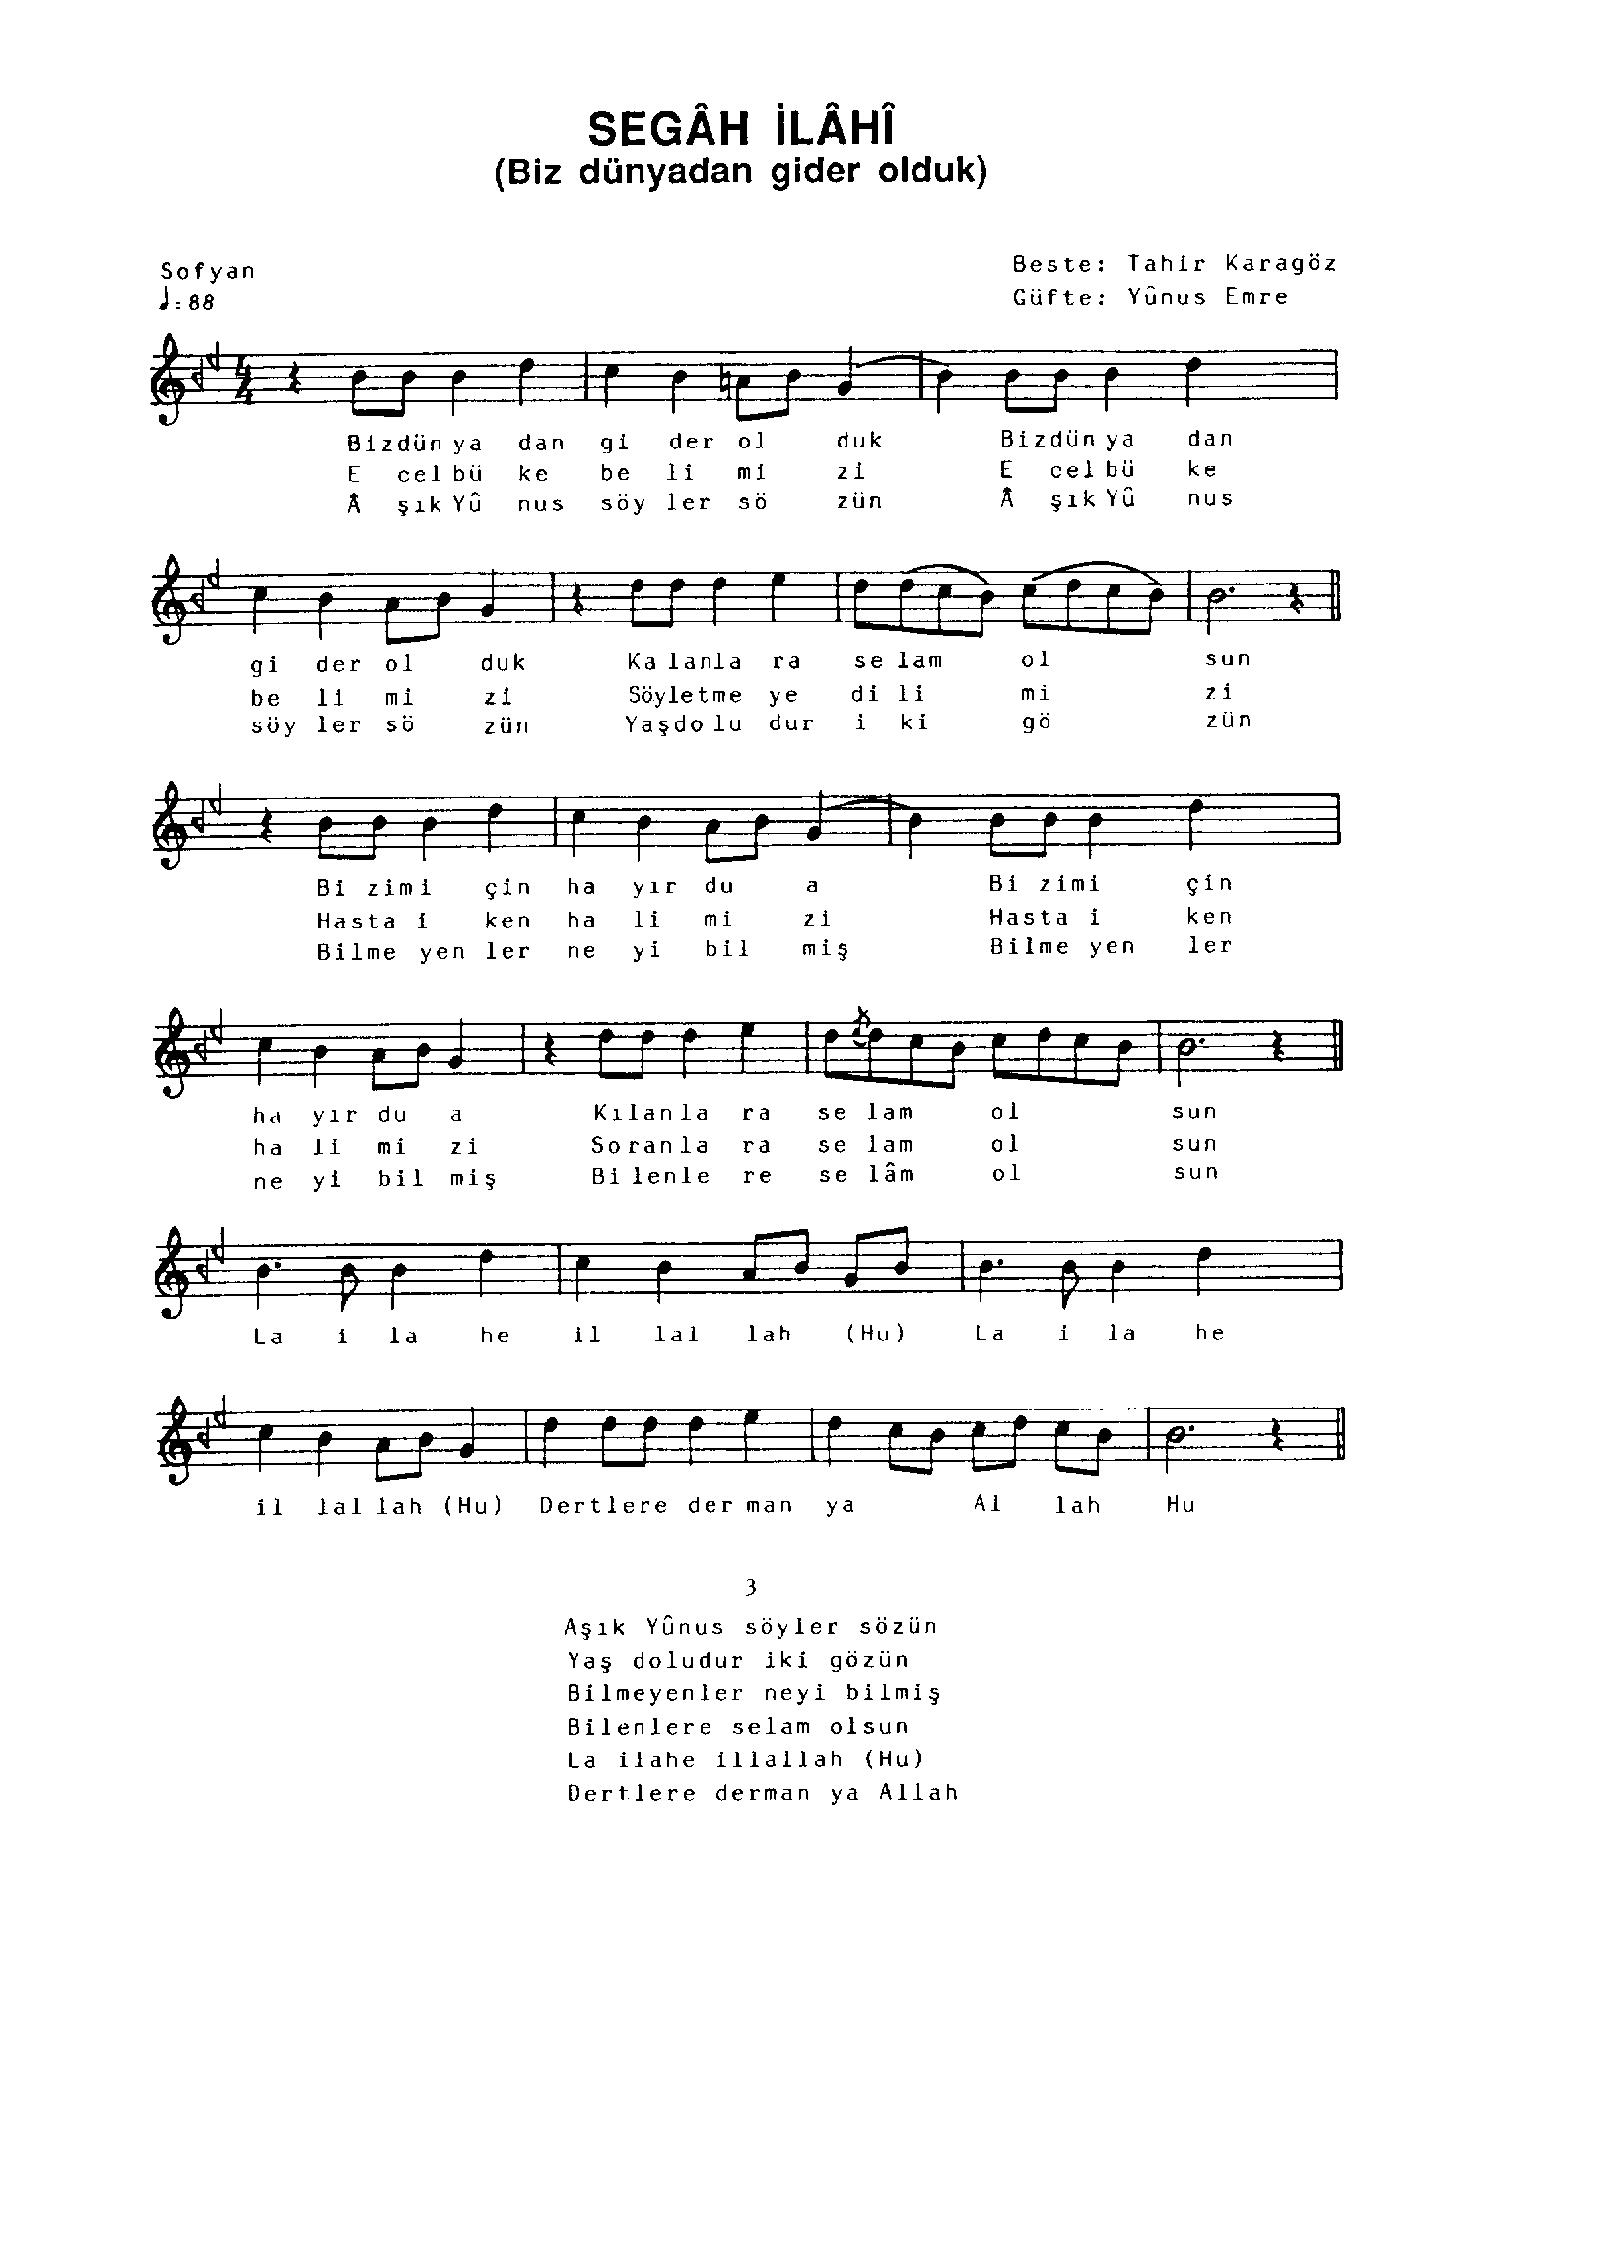 SEGÂH İLÂHÎ
(Biz dünyadan gider olduk)
Sofyan
Beste: Tahir Karagöz
♩=88
Güfte: Yûnus Emre
4/4
Bizdün ya dan gi der ol duk Bizdün ya dan
E cel bü ke be li mi zi E cel bü ke
Â şık Yû nus söy ler sö zün Â şık Yû nus
gi der ol duk Ka lanla ra se lam ol sun
be li mi zi Söyletme ye di li mi zi
söy ler sö zün Yaşdo lu dur i ki gö zün
Bi zimi çin ha yır du a Bi zimi çin
Hasta i ken ha li mi zi Hasta i ken
Bilme yen ler ne yi bil miş Bilme yen ler
ha yır du a Kılanla ra se lam ol sun
ha li mi zi Soranla ra se lam ol sun
ne yi bil miş Bi lenle re se lâm ol sun
La i la he il lal lah (Hu) La i la he
il lal lah (Hu) Dertlere der man ya Al lah Hu
3
Aşık Yûnus söyler sözün
Yaş doludur iki gözün
Bilmeyenler neyi bilmiş
Bilenlere selam olsun
La ilahe illallah (Hu)
Dertlere derman ya Allah